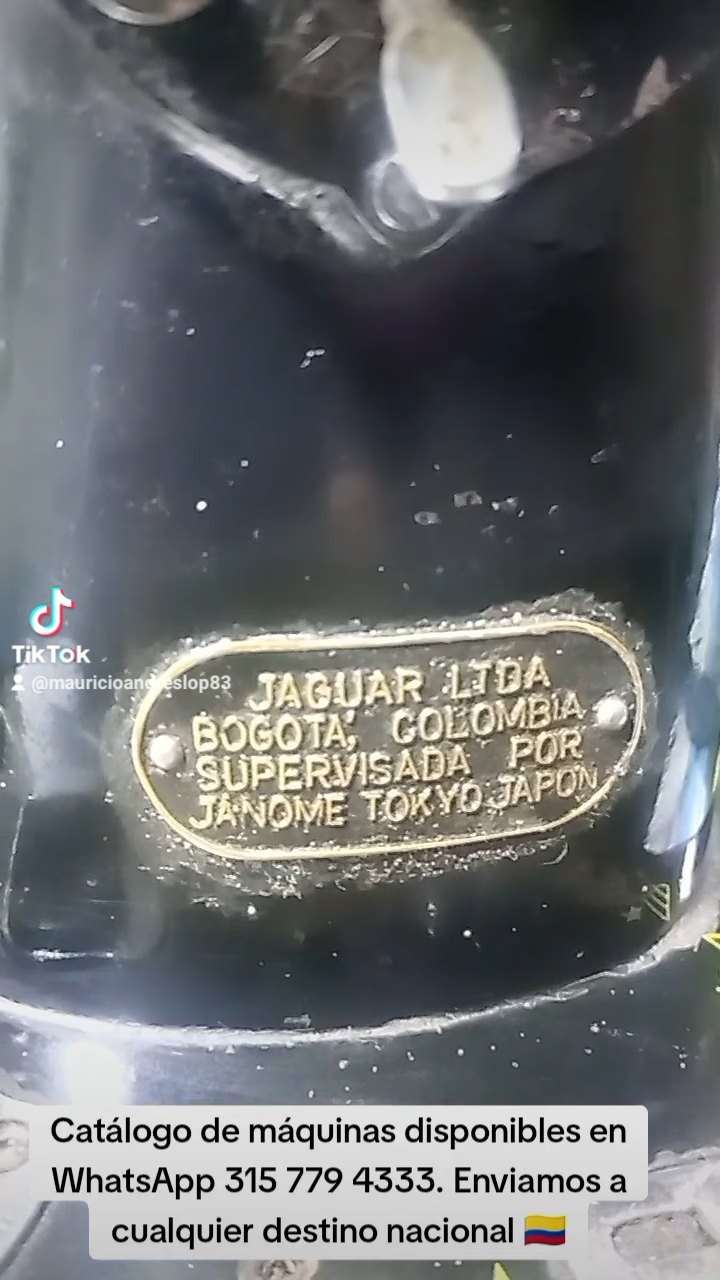 TikTok
@mauricioandreslop83
JAGUAR LTDA
BOGOTA, COLOMBIA
SUPERVISADA POR
JANOME TOKYO JAPON
Catálogo de máquinas disponibles en
WhatsApp 315 779 4333. Enviamos a
cualquier destino nacional 🇨🇴